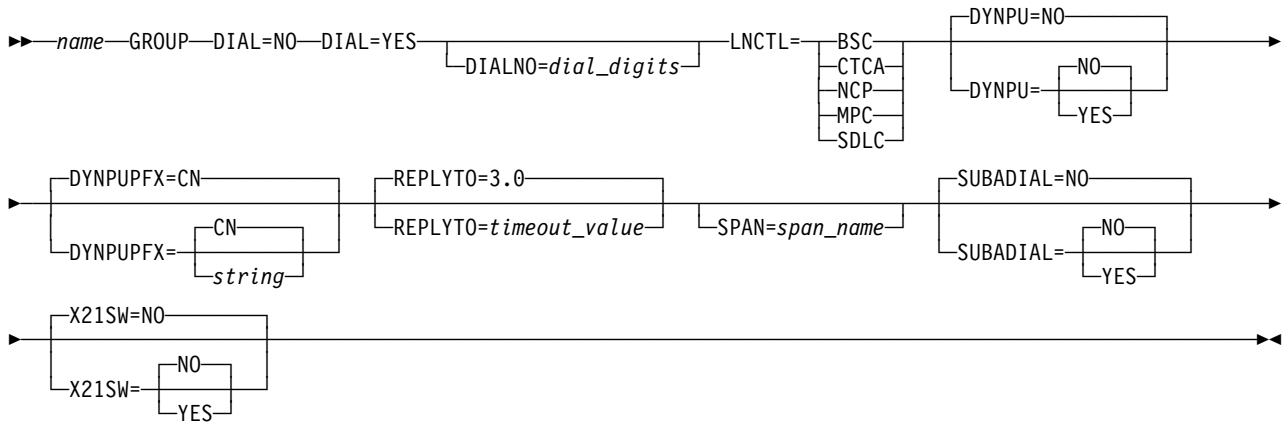 DYNPU=NO
name GROUP DIAL=NO DIAL=YES LNCTL= BSC
DIALNO=dial_digits CTCA NO
NCP DYNPU=
MPC YES
SDLC
DYNPUPFX=CN REPLYTO=3.0 SUBADIAL=NO
CN REPLYTO=timeout_value SPAN=span_name NO
DYNPUPFX= SUBADIAL=
string YES
X21SW=NO
NO
X21SW=
YES